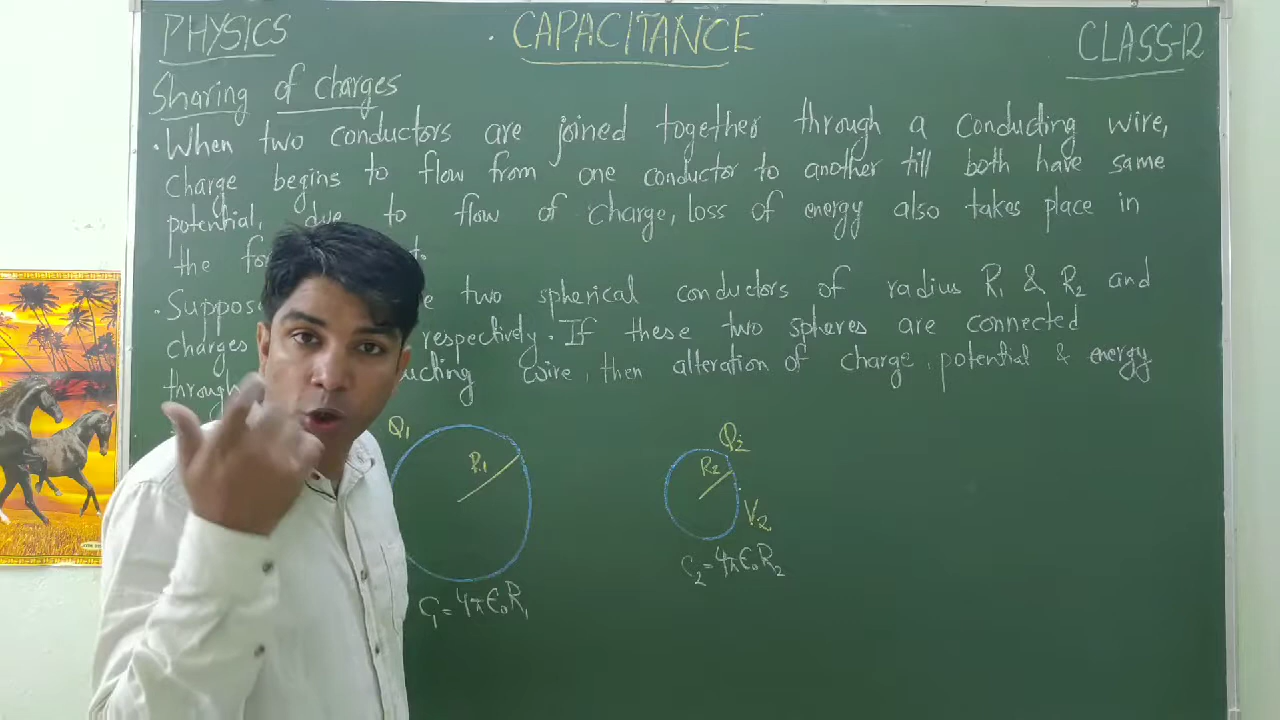 PHYSICS
CAPACITANCE
CLASS-12
Sharing of charges
• When two conductors are joined together through a conducting wire,
charge begins to flow from one conductor to another till both have same
potential, due to flow of charge, loss of energy also takes place in
the
• two spherical conductors of radius R₁ & R₂ and
charges respectively. If these two spheres are connected
through wire, then alteration of charge, potential & energy
Q₁
R₁
C₁ = 4πε₀R₁
Q₂
R₂
V₂
C₂ = 4πε₀R₂